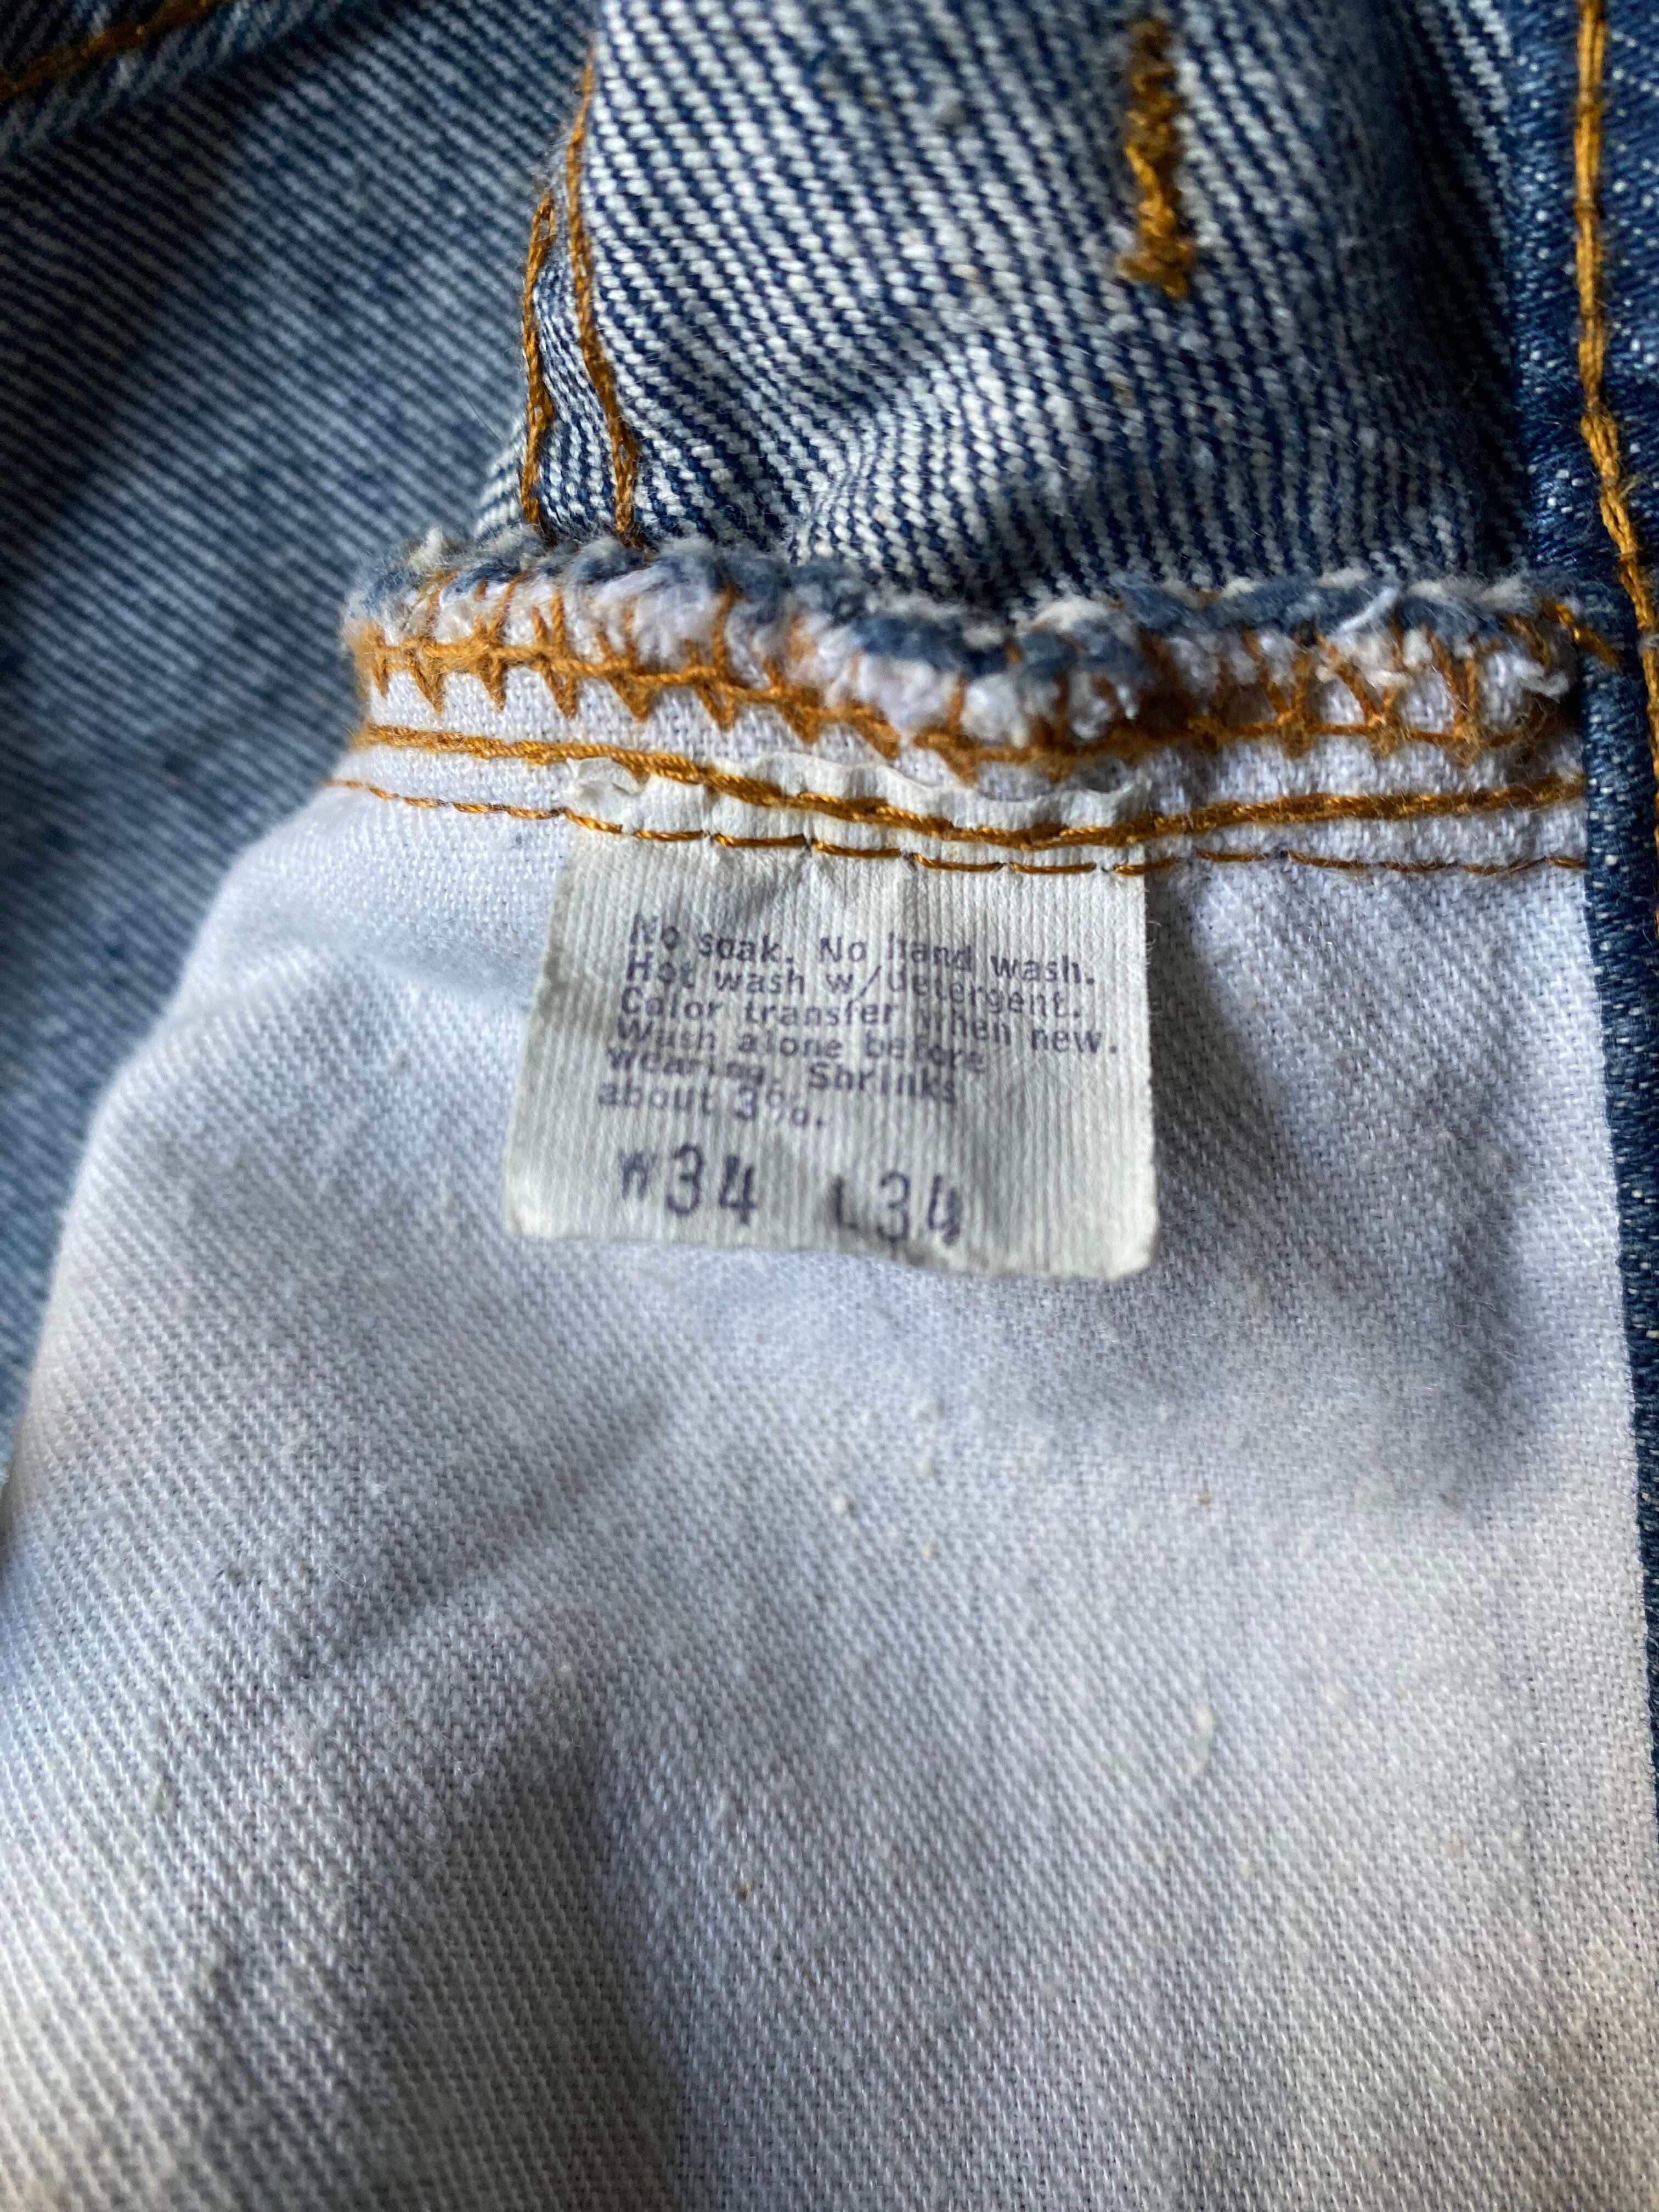 No soak. No hand wash.
Hot wash w/detergent.
Color transfer when new.
Wash alone before
wearing. Shrinks
about 3%.
W34 L34